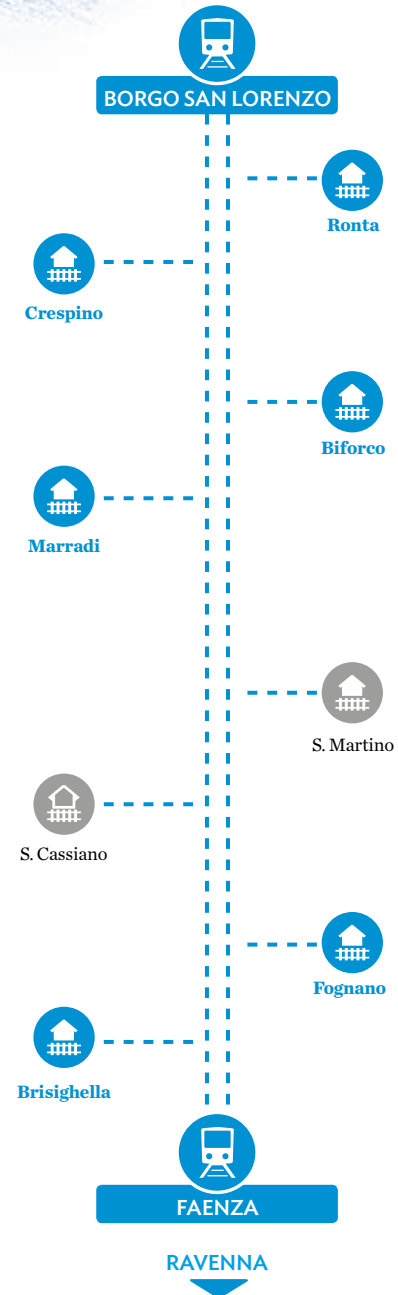 BORGO SAN LORENZO
Ronta
Crespino
Biforco
Marradi
S. Martino
S. Cassiano
Fognano
Brisighella
FAENZA
RAVENNA